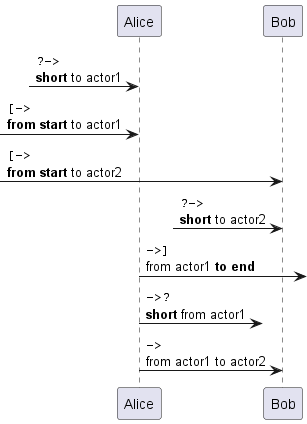 Alice Bob
?->
short to actor1
[->
from start to actor1
[->
from start to actor2
?->
short to actor2
->]
from actor1 to end
->?
short from actor1
->
from actor1 to actor2
Alice Bob